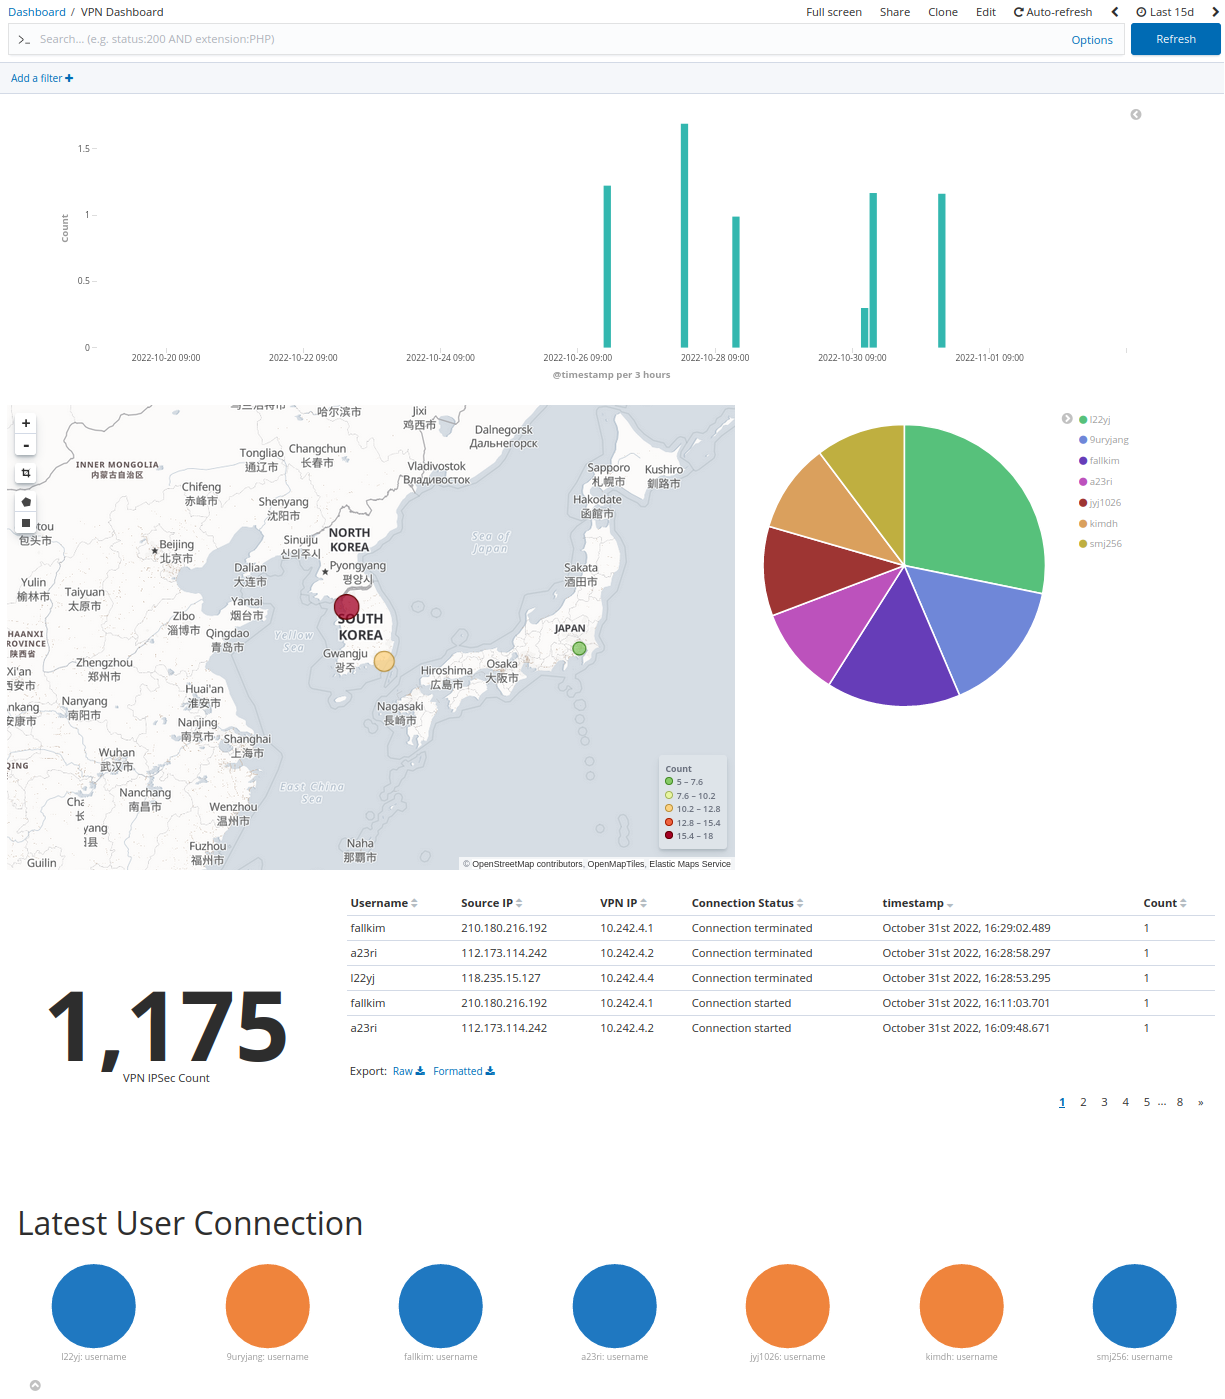 Dashboard / VPN Dashboard
Full screen Share Clone Edit Auto-refresh Last 15d
>_ Search... (e.g. status:200 AND extension:PHP) Options Refresh
Add a filter +
1.5
1
0.5
0
Count
2022-10-20 09:00 2022-10-22 09:00 2022-10-24 09:00 2022-10-26 09:00 2022-10-28 09:00 2022-10-30 09:00 2022-11-01 09:00
@timestamp per 3 hours
+
-
哈尔滨市
Jixi
鸡西市
Dalnegorsk
Дальнегорск
INNER MONGOLIA
内蒙古自治区
Tongliao
通辽市
Changchun
长春市
Vladivostok
Владивосток
Sapporo
札幌市
Kushiro
釧路市
Chifeng
赤峰市
Shenyang
沈阳市
Hakodate
函館市
tou
包头市
Beijing
北京市
Sinuiju
신의주시
NORTH
KOREA
Sea of
Japan
Dalian
大连市
Pyongyang
평양시
Sakata
酒田市
Yulin
榆林市
Taiyuan
太原市
Yantai
烟台市
Zibo
淄博市
Qingdao
青岛市
Yellow
Sea
SOUTH
KOREA
JAPAN
HAANXI
ROVINCE
陕西省
Gwangju
광주
Xi'an
西安市
Zhengzhou
郑州市
Hiroshima
広島市
Osaka
大阪市
Huai'an
淮安市
nkang
安康市
Nanyang
南阳市
Nagasaki
長崎市
Nanjing
南京市
Shanghai
上海市
Wuhan
武汉市
QING
East China
Sea
Nanchang
南昌市
Cha
长
Wenzhou
温州市
yang
阳县
Fuzhou
福州市
Naha
那覇市
Guilin
Count
5 – 7.6
7.6 – 10.2
10.2 – 12.8
12.8 – 15.4
15.4 – 18
© OpenStreetMap contributors, OpenMapTiles, Elastic Maps Service
l22yj
9uryjang
fallkim
a23ri
jyj1026
kimdh
smj256
1,175
VPN IPSec Count
Username Source IP VPN IP Connection Status timestamp Count
fallkim 210.180.216.192 10.242.4.1 Connection terminated October 31st 2022, 16:29:02.489 1
a23ri 112.173.114.242 10.242.4.2 Connection terminated October 31st 2022, 16:28:58.297 1
l22yj 118.235.15.127 10.242.4.4 Connection terminated October 31st 2022, 16:28:53.295 1
fallkim 210.180.216.192 10.242.4.1 Connection started October 31st 2022, 16:11:03.701 1
a23ri 112.173.114.242 10.242.4.2 Connection started October 31st 2022, 16:09:48.671 1
Export: Raw Formatted
1 2 3 4 5 ... 8 »
Latest User Connection
l22yj: username 9uryjang: username fallkim: username a23ri: username jyj1026: username kimdh: username smj256: username